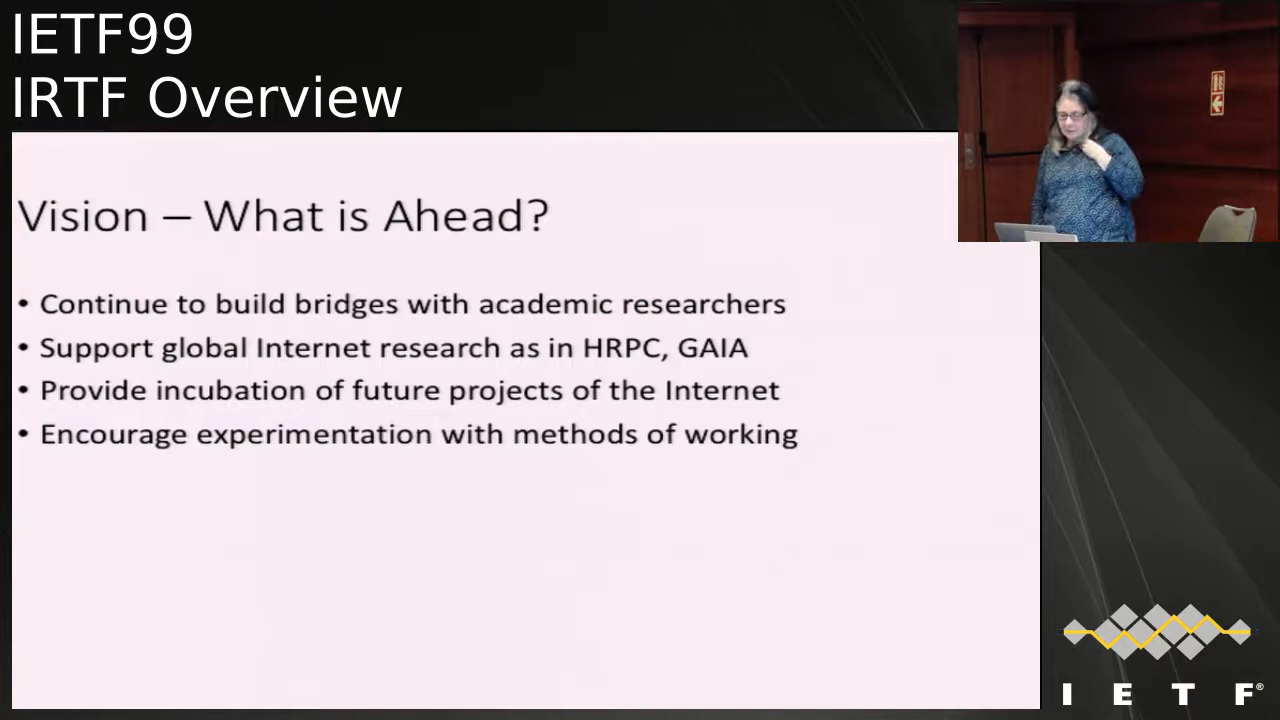 IETF99
IRTF Overview
Vision – What is Ahead?
• Continue to build bridges with academic researchers
• Support global Internet research as in HRPC, GAIA
• Provide incubation of future projects of the Internet
• Encourage experimentation with methods of working
I E T F®